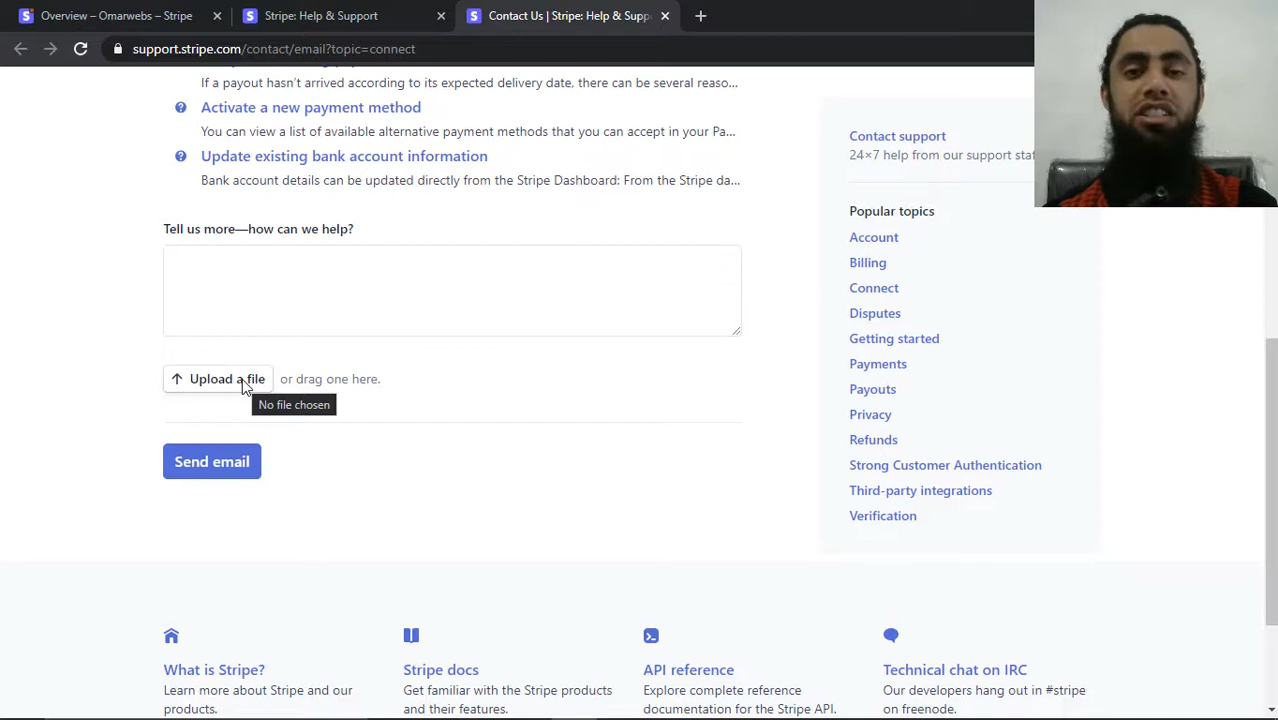 Overview – Omarwebs – Stripe
Stripe: Help & Support
Contact Us | Stripe: Help & Supp
support.stripe.com/contact/email?topic=connect
If a payout hasn't arrived according to its expected delivery date, there can be several reaso...
Activate a new payment method
You can view a list of available alternative payment methods that you can accept in your Pa...
Update existing bank account information
Bank account details can be updated directly from the Stripe Dashboard: From the Stripe da...
Tell us more—how can we help?
Upload a file or drag one here.
No file chosen
Send email
Contact support
24×7 help from our support sta
Popular topics
Account
Billing
Connect
Disputes
Getting started
Payments
Payouts
Privacy
Refunds
Strong Customer Authentication
Third-party integrations
Verification
What is Stripe?
Learn more about Stripe and our
products.
Stripe docs
Get familiar with the Stripe products
and their features.
API reference
Explore complete reference
documentation for the Stripe API.
Technical chat on IRC
Our developers hang out in #stripe
on freenode.